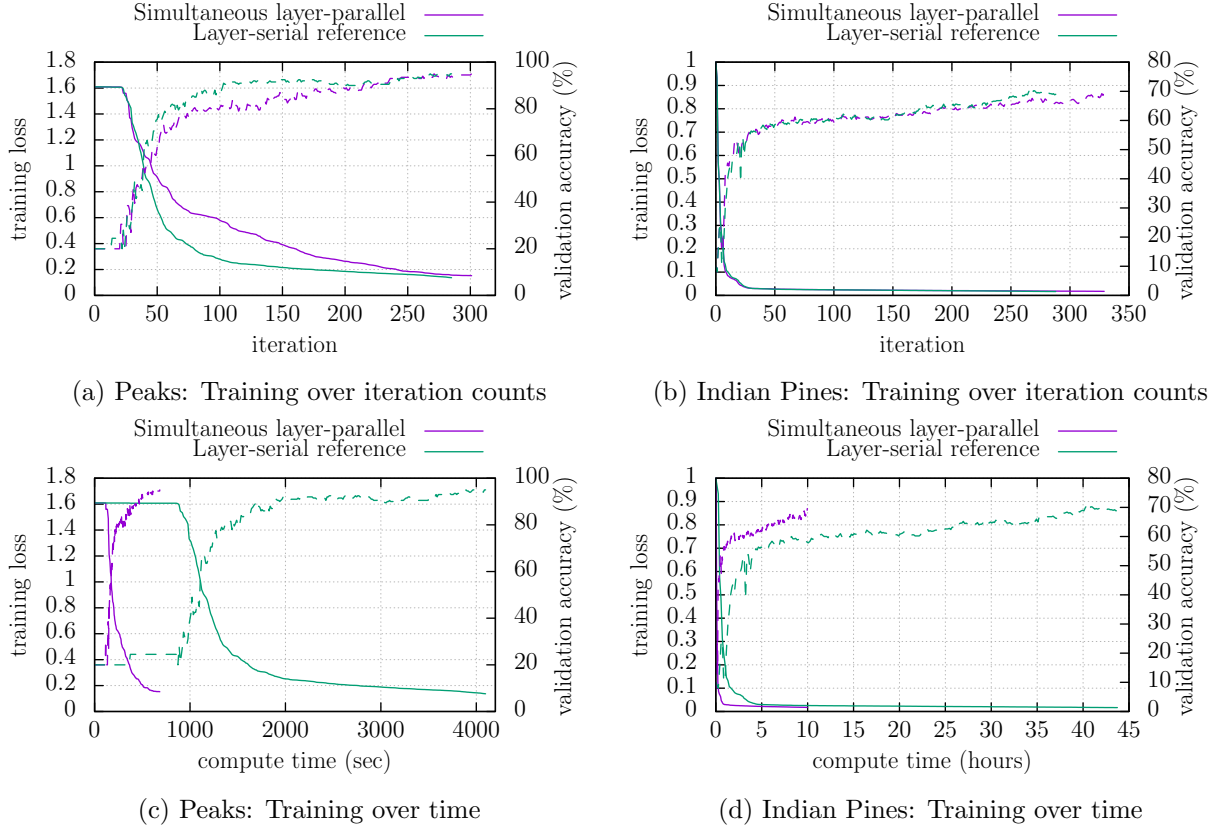 Simultaneous layer-parallel
Layer-serial reference
training loss
1.8
1.6
1.4
1.2
1
0.8
0.6
0.4
0.2
0
0 50 100 150 200 250 300
iteration
100
80
60
40
20
0
validation accuracy (%)
(a) Peaks: Training over iteration counts
Simultaneous layer-parallel
Layer-serial reference
training loss
1
0.9
0.8
0.7
0.6
0.5
0.4
0.3
0.2
0.1
0
0 50 100 150 200 250 300 350
iteration
80
70
60
50
40
30
20
10
0
validation accuracy (%)
(b) Indian Pines: Training over iteration counts
Simultaneous layer-parallel
Layer-serial reference
training loss
1.8
1.6
1.4
1.2
1
0.8
0.6
0.4
0.2
0
0 1000 2000 3000 4000
compute time (sec)
100
80
60
40
20
0
validation accuracy (%)
(c) Peaks: Training over time
Simultaneous layer-parallel
Layer-serial reference
training loss
1
0.9
0.8
0.7
0.6
0.5
0.4
0.3
0.2
0.1
0
0 5 10 15 20 25 30 35 40 45
compute time (hours)
80
70
60
50
40
30
20
10
0
validation accuracy (%)
(d) Indian Pines: Training over time